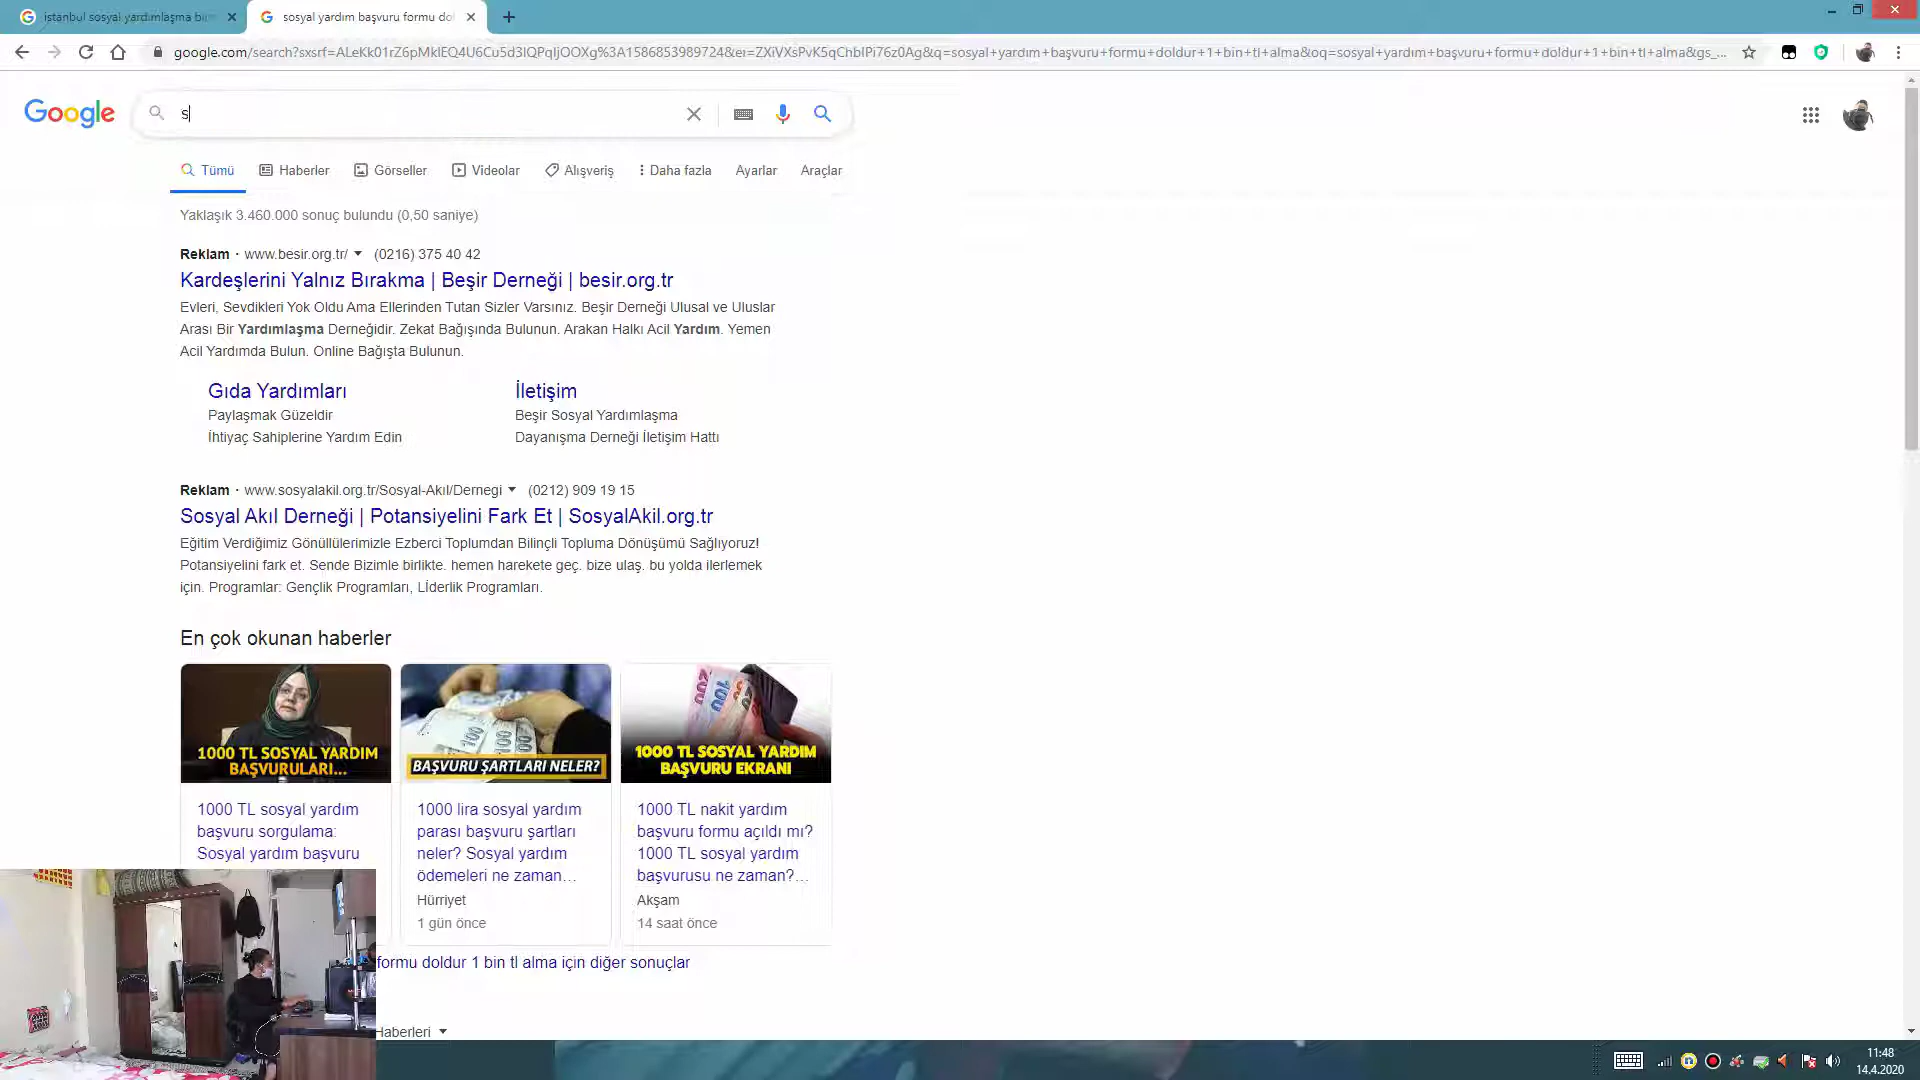 istanbul sosyal yardımlaşma bir
sosyal yardım başvuru formu dol
google.com/search?sxsrf=ALeKk01rZ6pMklEQ4U6Cu5d3lQPqIjOOXg%3A1586853989724&ei=ZXiVXsPvK5qChbIPi76z0Ag&q=sosyal+yardım+başvuru+formu+doldur+1+bin+tl+alma&oq=sosyal+yardım+başvuru+formu+doldur+1+bin+tl+alma&gs_...
Google
s
Tümü Haberler Görseller Videolar Alışveriş Daha fazla Ayarlar Araçlar
Yaklaşık 3.460.000 sonuç bulundu (0,50 saniye)
Reklam · www.besir.org.tr/ (0216) 375 40 42
Kardeşlerini Yalnız Bırakma | Beşir Derneği | besir.org.tr
Evleri, Sevdikleri Yok Oldu Ama Ellerinden Tutan Sizler Varsınız. Beşir Derneği Ulusal ve Uluslar
Arası Bir Yardımlaşma Derneğidir. Zekat Bağışında Bulunun. Arakan Halkı Acil Yardım. Yemen
Acil Yardımda Bulun. Online Bağışta Bulunun.
Gıda Yardımları
Paylaşmak Güzeldir
İhtiyaç Sahiplerine Yardım Edin
İletişim
Beşir Sosyal Yardımlaşma
Dayanışma Derneği İletişim Hattı
Reklam · www.sosyalakil.org.tr/Sosyal-Akıl/Dernegi (0212) 909 19 15
Sosyal Akıl Derneği | Potansiyelini Fark Et | SosyalAkil.org.tr
Eğitim Verdiğimiz Gönüllülerimizle Ezberci Toplumdan Bilinçli Topluma Dönüşümü Sağlıyoruz!
Potansiyelini fark et. Sende Bizimle birlikte. hemen harekete geç. bize ulaş. bu yolda ilerlemek
için. Programlar: Gençlik Programları, Liderlik Programları.
En çok okunan haberler
1000 TL SOSYAL YARDIM
BAŞVURULARI...
1000 TL sosyal yardım
başvuru sorgulama:
Sosyal yardım başvuru
BAŞVURU ŞARTLARI NELER?
1000 lira sosyal yardım
parası başvuru şartları
neler? Sosyal yardım
ödemeleri ne zaman…
Hürriyet
1 gün önce
1000 TL SOSYAL YARDIM
BAŞVURU EKRANI
1000 TL nakit yardım
başvuru formu açıldı mı?
1000 TL sosyal yardım
başvurusu ne zaman?…
Akşam
14 saat önce
formu doldur 1 bin tl alma için diğer sonuçlar
Haberleri
11:48
14.4.2020